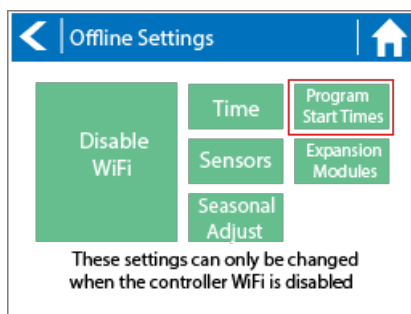 Offline Settings
Disable
WiFi
Time
Program
Start Times
Sensors
Expansion
Modules
Seasonal
Adjust
These settings can only be changed
when the controller WiFi is disabled